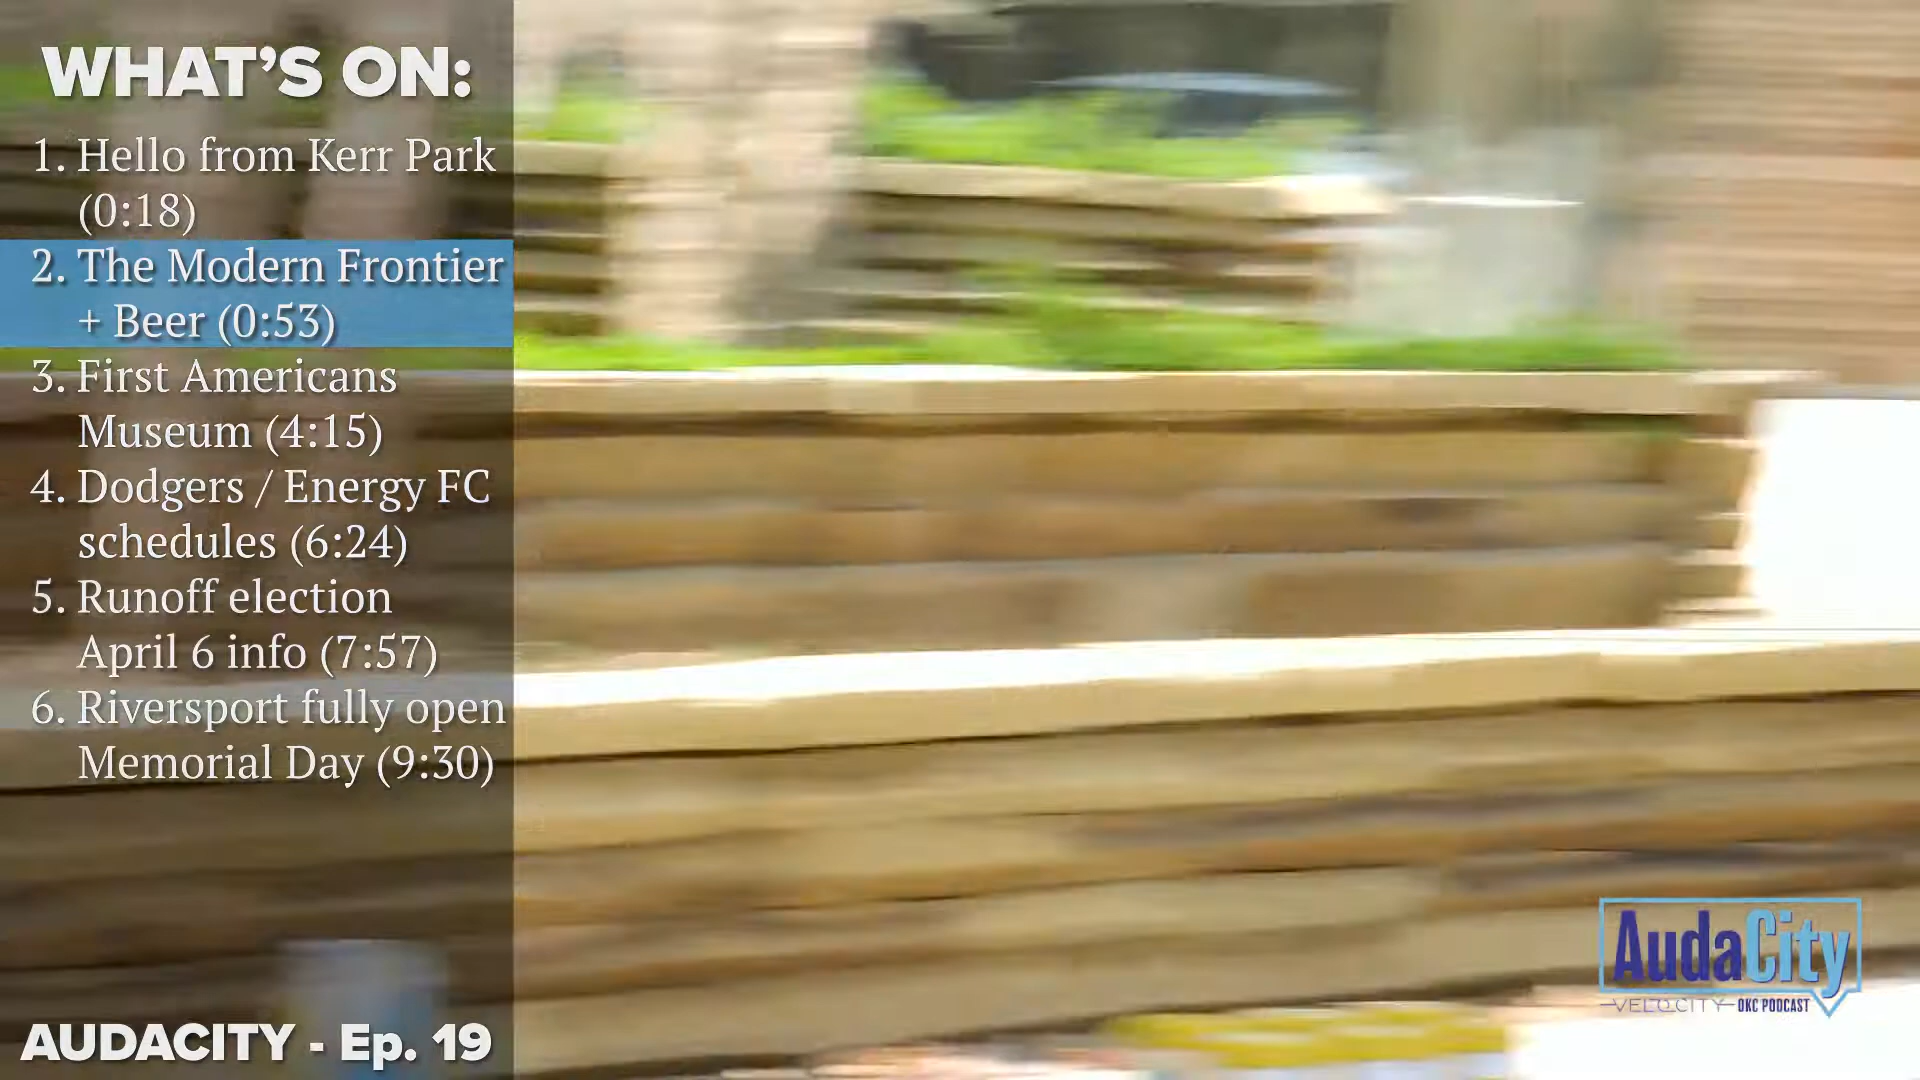 WHAT'S ON:
1. Hello from Kerr Park
(0:18)
2. The Modern Frontier
+ Beer (0:53)
3. First Americans
Museum (4:15)
4. Dodgers / Energy FC
schedules (6:24)
5. Runoff election
April 6 info (7:57)
6. Riversport fully open
Memorial Day (9:30)
AUDACITY - Ep. 19
AudaCity
VELOCITY OKC PODCAST